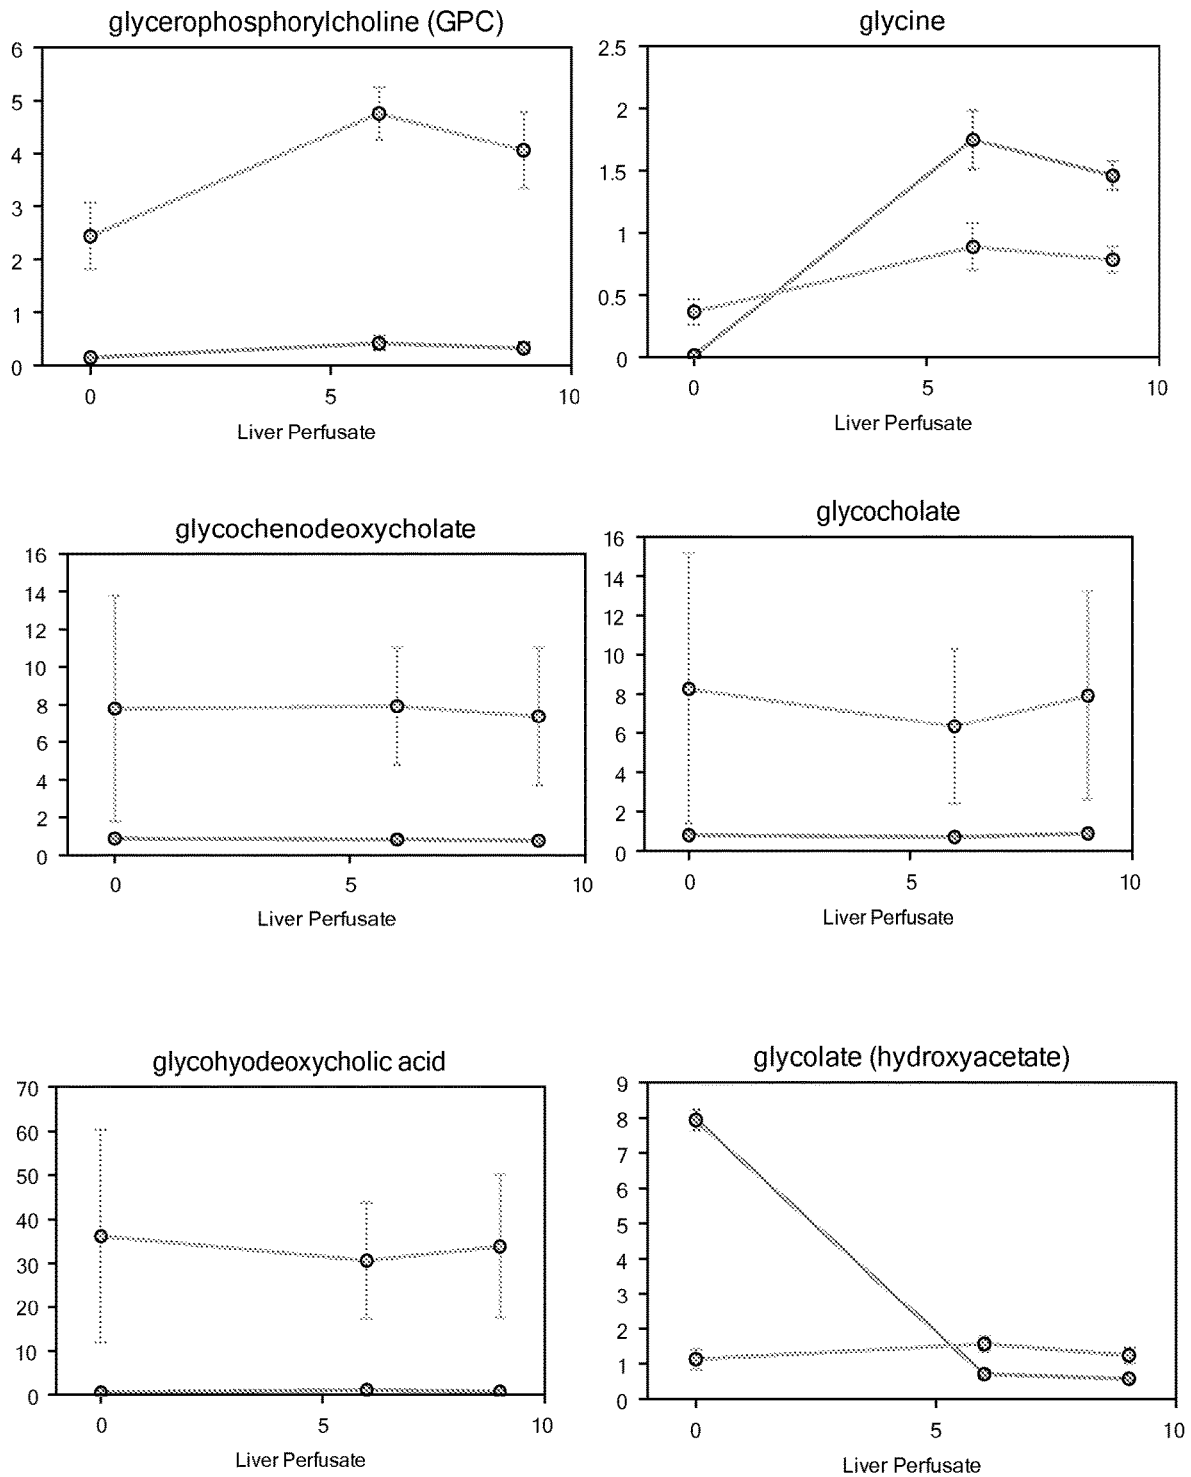 glycerophosphorylcholine (GPC)
6
5
4
3
2
1
0
0 5 10
Liver Perfusate
glycine
2.5
2
1.5
1
0.5
0
0 5 10
Liver Perfusate
glycochenodeoxycholate
16
14
12
10
8
6
4
2
0
0 5 10
Liver Perfusate
glycocholate
16
14
12
10
8
6
4
2
0
0 5 10
Liver Perfusate
glycohyodeoxycholic acid
70
60
50
40
30
20
10
0
0 5 10
Liver Perfusate
glycolate (hydroxyacetate)
9
8
7
6
5
4
3
2
1
0
0 5 10
Liver Perfusate